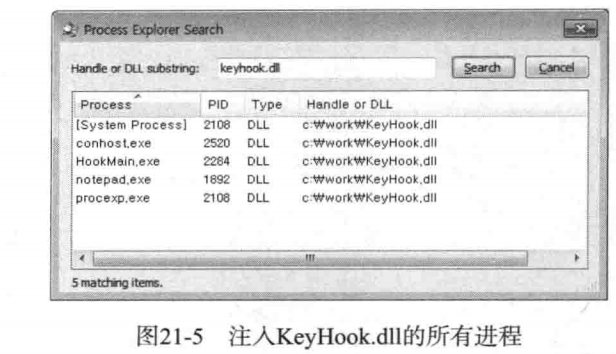 Process Explorer Search
Handle or DLL substring: keyhook.dll Search Cancel
Process PID Type Handle or DLL
[System Process] 2108 DLL c:₩work₩KeyHook.dll
conhost.exe 2520 DLL c:₩work₩KeyHook.dll
HookMain.exe 2284 DLL c:₩work₩KeyHook.dll
notepad.exe 1892 DLL c:₩work₩KeyHook.dll
procexp.exe 2108 DLL c:₩work₩KeyHook.dll
5 matching items.
图21-5 注入KeyHook.dll的所有进程